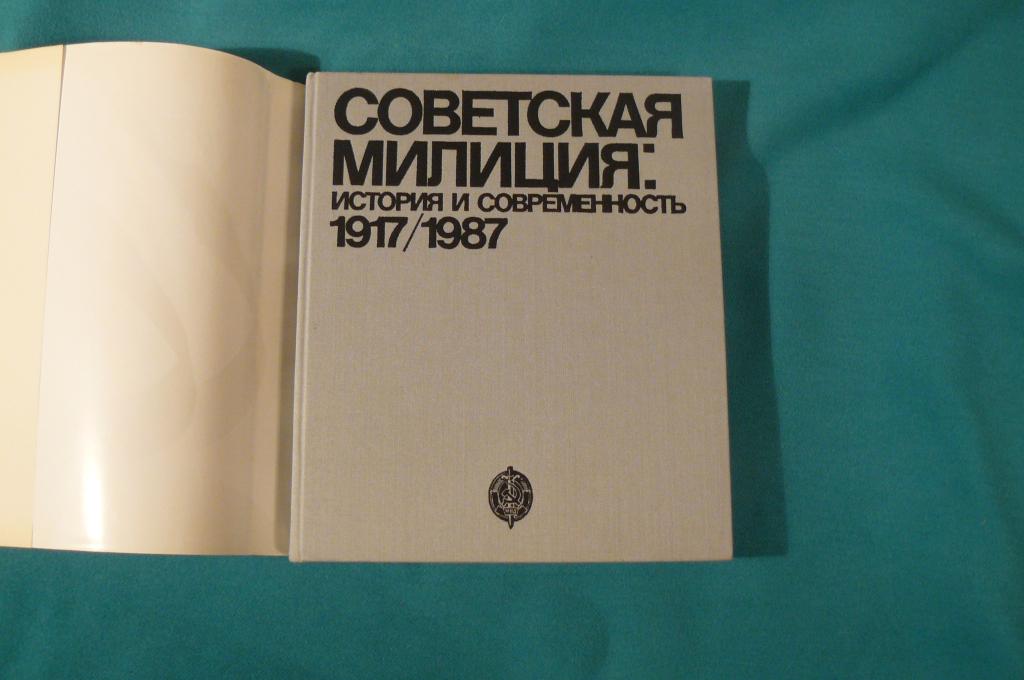 СОВЕТСКАЯ
МИЛИЦИЯ:
ИСТОРИЯ И СОВРЕМЕННОСТЬ
1917/1987